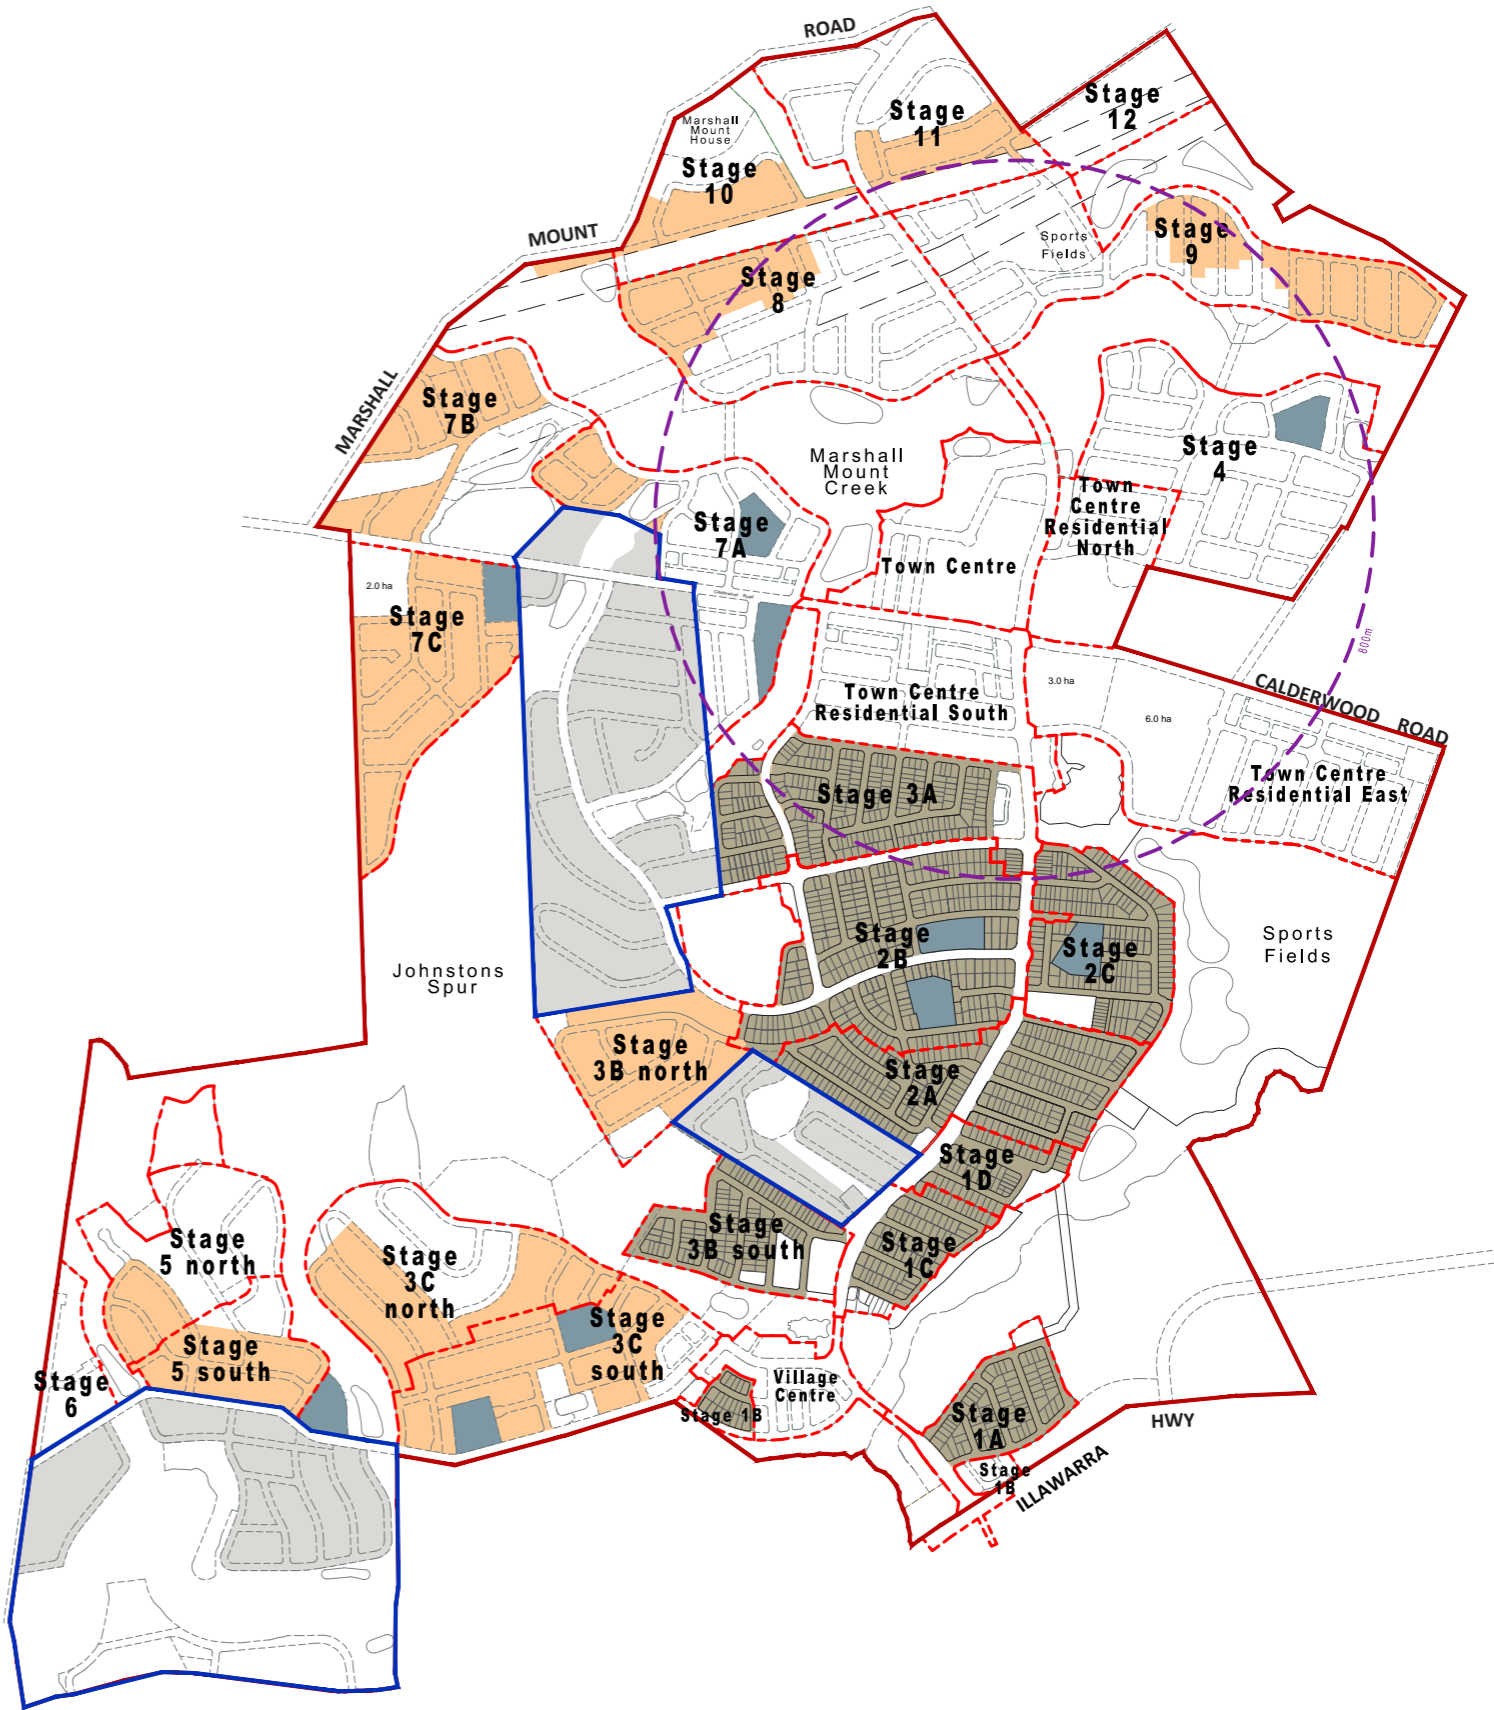 ROAD
Stage
12
Stage
11
Marshall
Mount
House
Stage
10
MOUNT
Stage
9
Sports
Fields
Stage
8
MARSHALL
Stage
7B
Stage
4
Marshall
Mount
Creek
Town
Centre
Residential
North
Stage
7A
Town Centre
2.0 ha
Stage
7C
800m
3.0 ha
6.0 ha
CALDERWOOD ROAD
Town Centre
Residential South
Town Centre
Residential East
Stage 3A
Stage
2B
Stage
2C
Sports
Fields
Johnstons
Spur
Stage
3B north
Stage
2A
Stage
1D
Stage
3B south
Stage
1C
Stage
5 north
Stage
3C
north
Stage
3C
south
Stage
5 south
Stage
6
Village
Centre
Stage 1B
Stage
1A
Stage
1B
HWY
ILLAWARRA